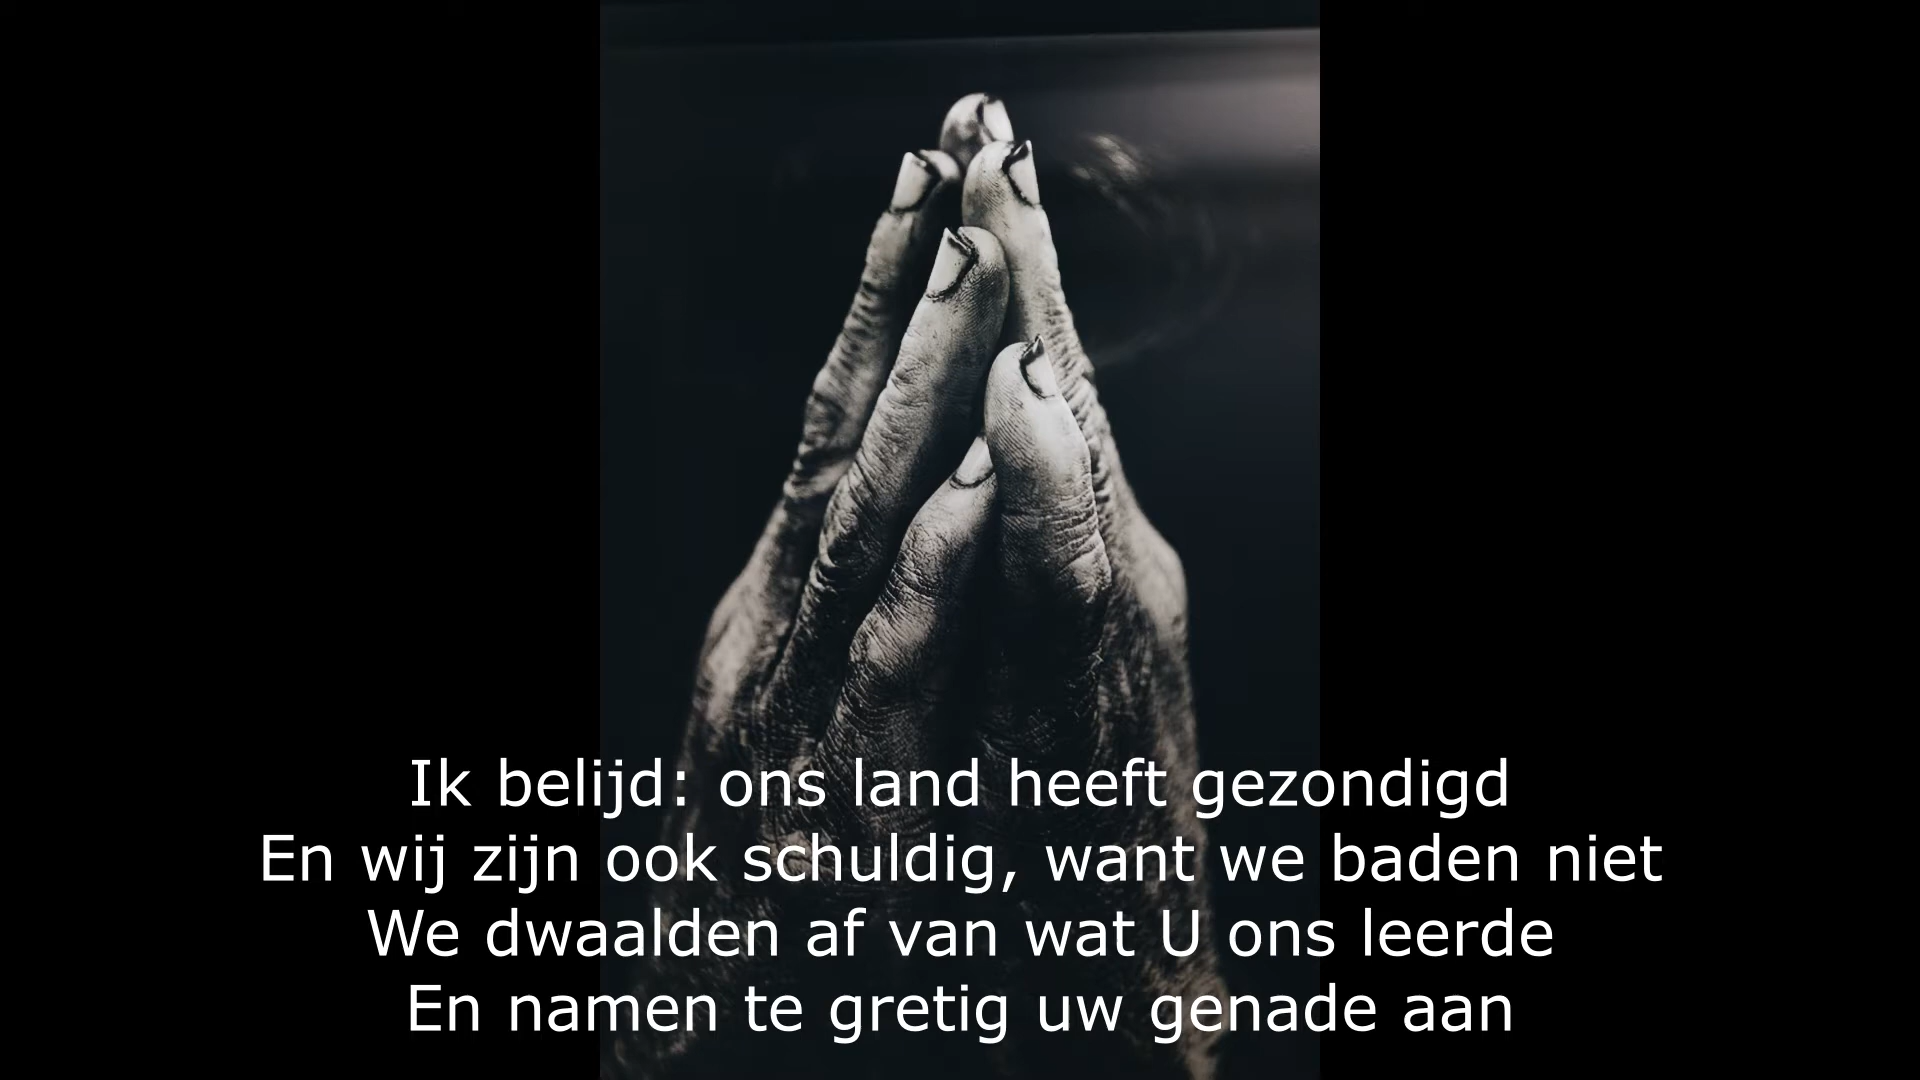 Ik belijd: ons land heeft gezondigd
En wij zijn ook schuldig, want we baden niet
We dwaalden af van wat U ons leerde
En namen te gretig uw genade aan